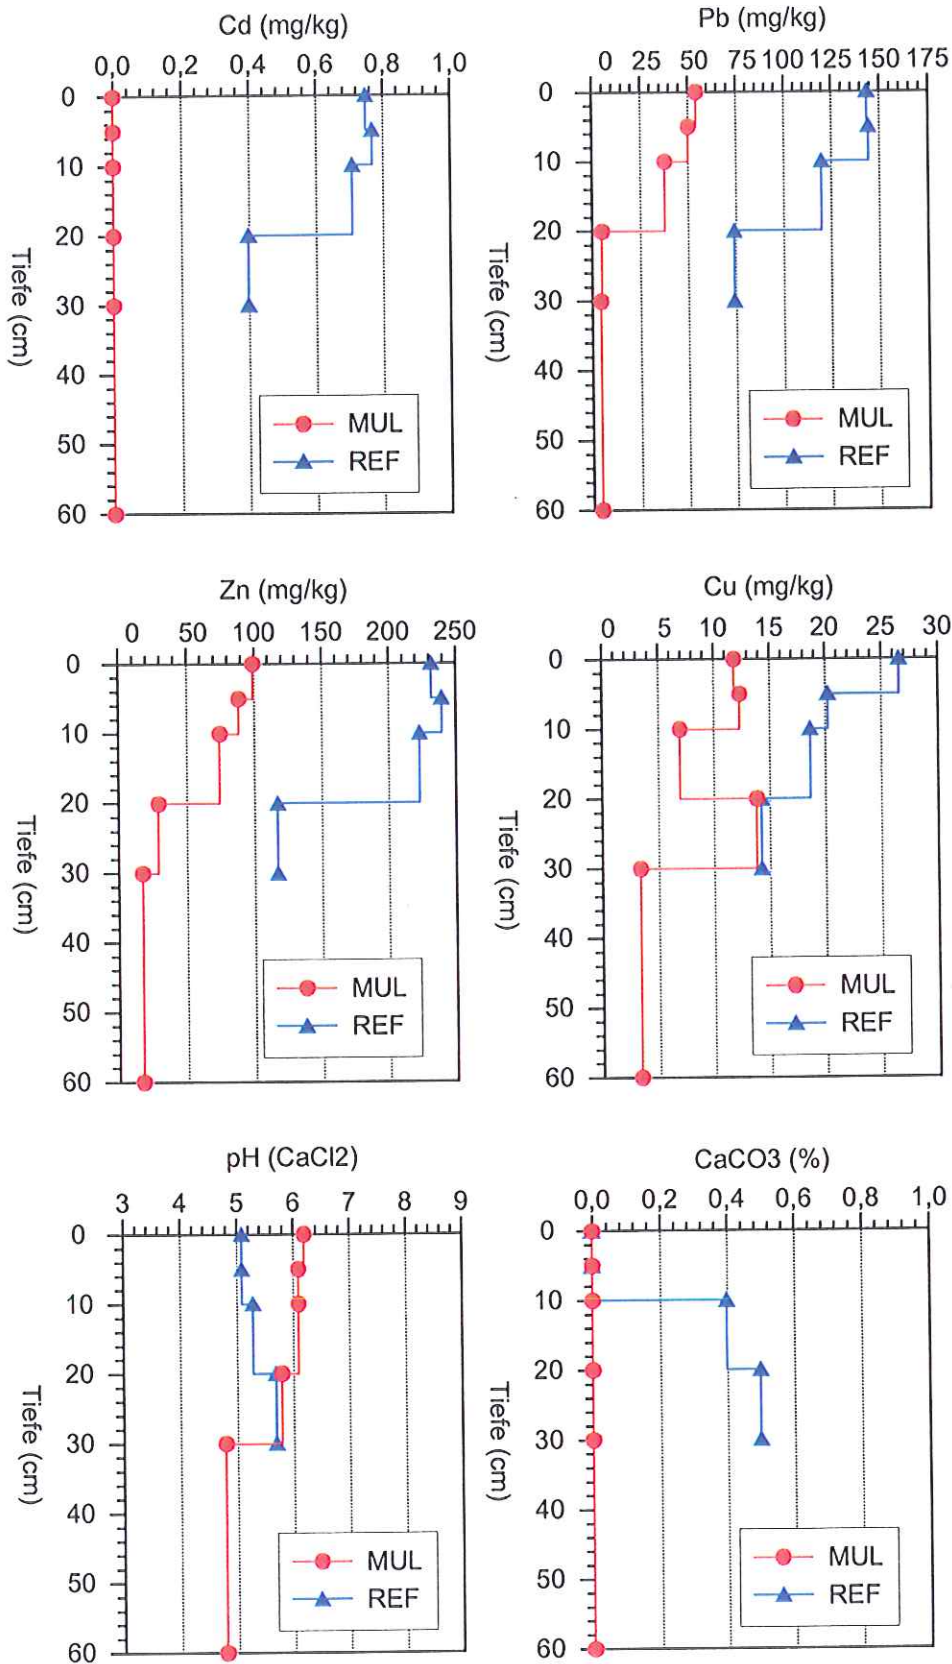 Cd (mg/kg)
0,0 0,2 0,4 0,6 0,8 1,0
0
10
20
30
40
50
60
Tiefe (cm)
MUL
REF
Pb (mg/kg)
0 25 50 75 100 125 145 175
0
10
20
30
40
50
60
Tiefe (cm)
MUL
REF
Zn (mg/kg)
0 50 100 150 200 250
0
10
20
30
40
50
60
Tiefe (cm)
MUL
REF
Cu (mg/kg)
0 5 10 15 20 25 30
0
10
20
30
40
50
60
Tiefe (cm)
MUL
REF
pH (CaCl2)
3 4 5 6 7 8 9
0
10
20
30
40
50
60
Tiefe (cm)
MUL
REF
CaCO3 (%)
0,0 0,2 0,4 0,6 0,8 1,0
0
10
20
30
40
50
60
Tiefe (cm)
MUL
REF